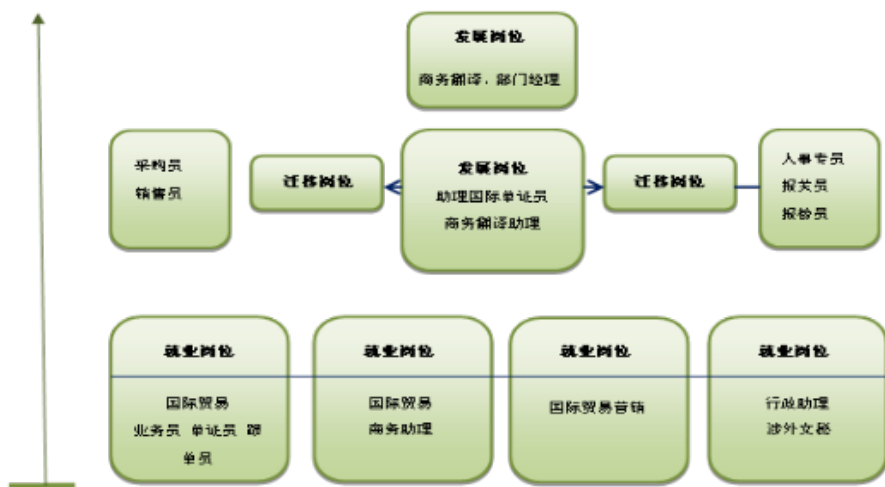 发展岗位
商务翻译、部门经理
采购员
销售员
迁移岗位
发展岗位
助理国际单证员
商务翻译助理
迁移岗位
人事专员
报关员
报检员
就业岗位
国际贸易
业务员 单证员 跟
单员
就业岗位
国际贸易
商务助理
就业岗位
国际贸易营销
就业岗位
行政助理
涉外文秘